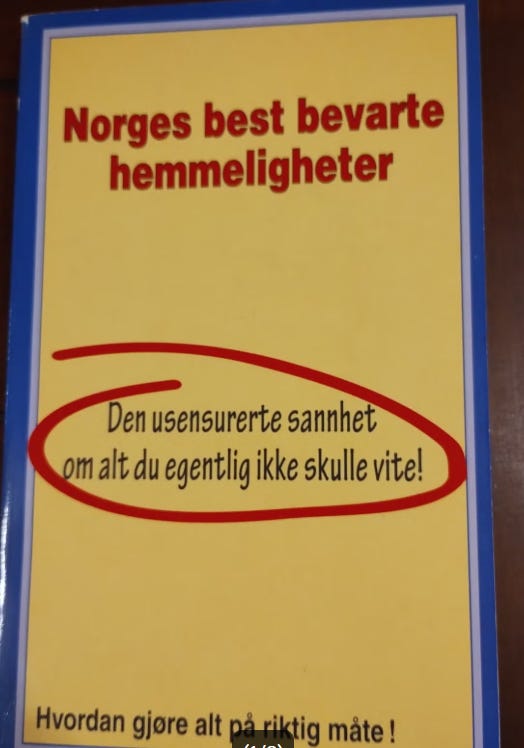 Norges best bevarte
hemmeligheter
Den usensurerte sannhet
om alt du egentlig ikke skulle vite!
Hvordan gjøre alt på riktig måte!